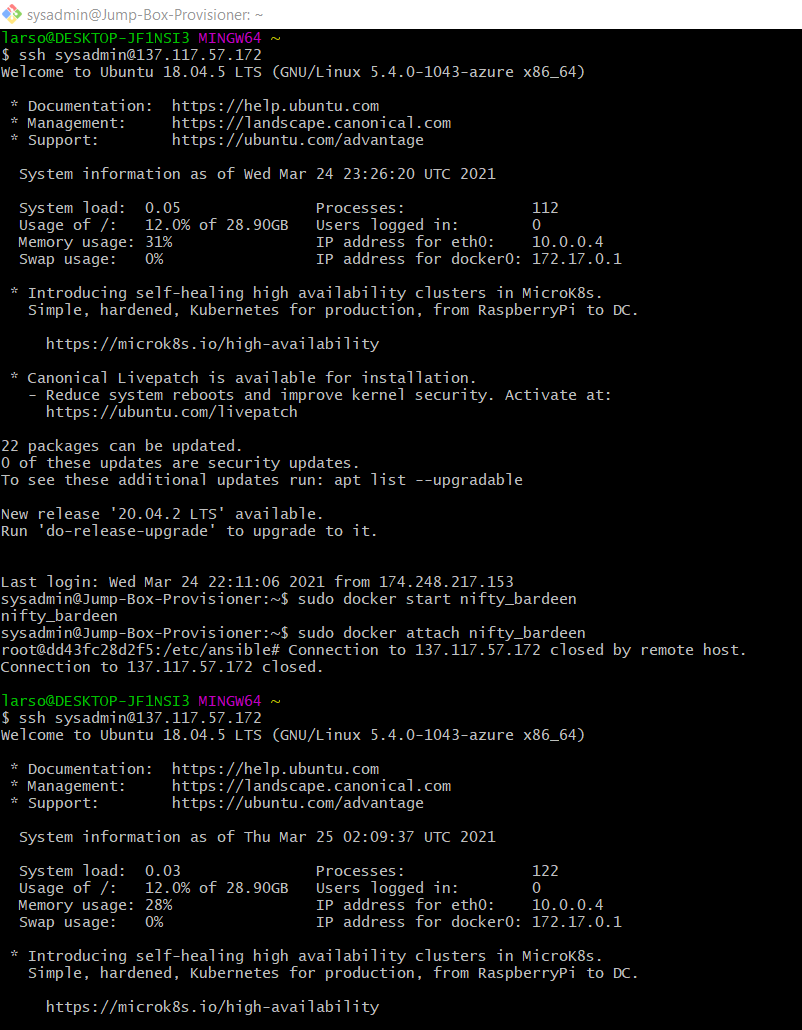 sysadmin@Jump-Box-Provisioner: ~
larso@DESKTOP-JF1NSI3 MINGW64 ~
$ ssh sysadmin@137.117.57.172
Welcome to Ubuntu 18.04.5 LTS (GNU/Linux 5.4.0-1043-azure x86_64)

 * Documentation:  https://help.ubuntu.com
 * Management:     https://landscape.canonical.com
 * Support:        https://ubuntu.com/advantage

  System information as of Wed Mar 24 23:26:20 UTC 2021

  System load:  0.05               Processes:              112
  Usage of /:   12.0% of 28.90GB   Users logged in:        0
  Memory usage: 31%                IP address for eth0:    10.0.0.4
  Swap usage:   0%                 IP address for docker0: 172.17.0.1

 * Introducing self-healing high availability clusters in MicroK8s.
   Simple, hardened, Kubernetes for production, from RaspberryPi to DC.

     https://microk8s.io/high-availability

 * Canonical Livepatch is available for installation.
   - Reduce system reboots and improve kernel security. Activate at:
     https://ubuntu.com/livepatch

22 packages can be updated.
0 of these updates are security updates.
To see these additional updates run: apt list --upgradable

New release '20.04.2 LTS' available.
Run 'do-release-upgrade' to upgrade to it.


Last login: Wed Mar 24 22:11:06 2021 from 174.248.217.153
sysadmin@Jump-Box-Provisioner:~$ sudo docker start nifty_bardeen
nifty_bardeen
sysadmin@Jump-Box-Provisioner:~$ sudo docker attach nifty_bardeen
root@dd43fc28d2f5:/etc/ansible# Connection to 137.117.57.172 closed by remote host.
Connection to 137.117.57.172 closed.

larso@DESKTOP-JF1NSI3 MINGW64 ~
$ ssh sysadmin@137.117.57.172
Welcome to Ubuntu 18.04.5 LTS (GNU/Linux 5.4.0-1043-azure x86_64)

 * Documentation:  https://help.ubuntu.com
 * Management:     https://landscape.canonical.com
 * Support:        https://ubuntu.com/advantage

  System information as of Thu Mar 25 02:09:37 UTC 2021

  System load:  0.03               Processes:              122
  Usage of /:   12.0% of 28.90GB   Users logged in:        0
  Memory usage: 28%                IP address for eth0:    10.0.0.4
  Swap usage:   0%                 IP address for docker0: 172.17.0.1

 * Introducing self-healing high availability clusters in MicroK8s.
   Simple, hardened, Kubernetes for production, from RaspberryPi to DC.

     https://microk8s.io/high-availability